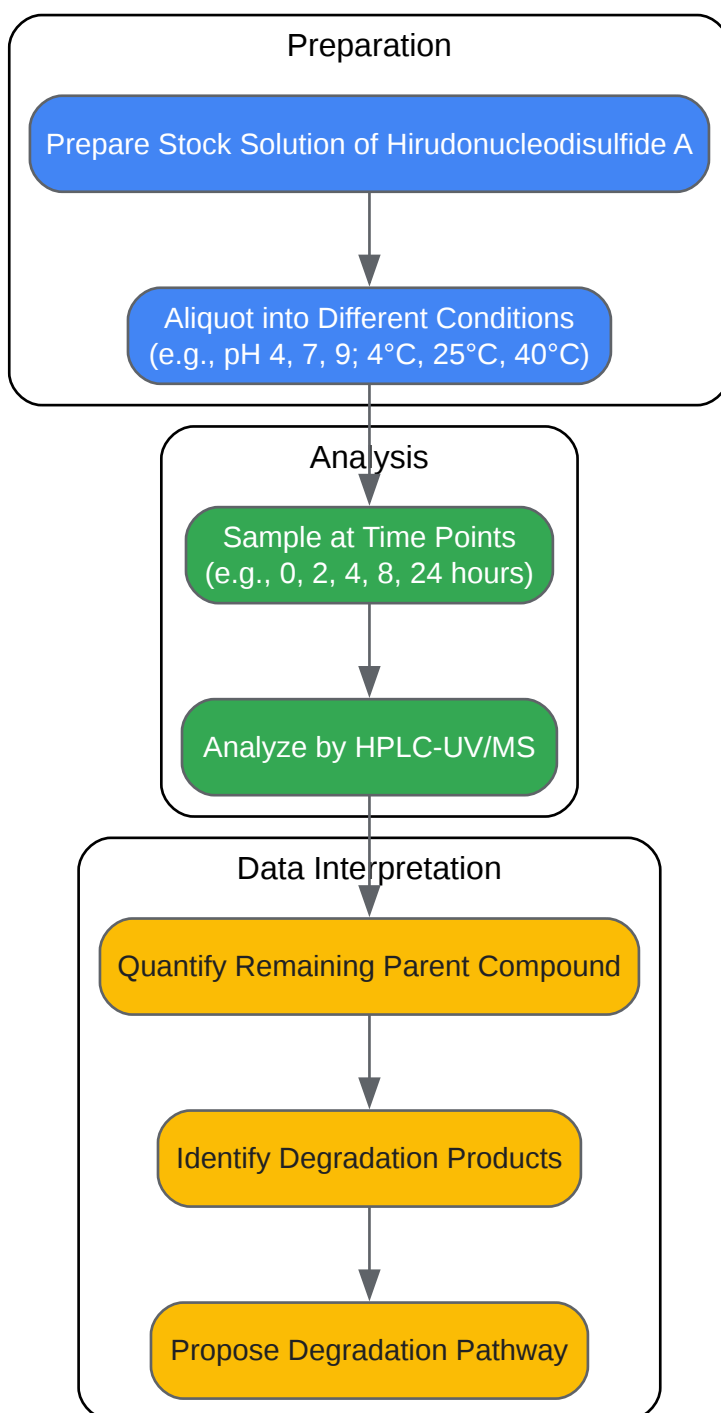 Preparation
Prepare Stock Solution of Hirudonucleodisulfide A
Aliquot into Different Conditions
(e.g., pH 4, 7, 9; 4°C, 25°C, 40°C)
Analysis
Sample at Time Points
(e.g., 0, 2, 4, 8, 24 hours)
Analyze by HPLC-UV/MS
Data Interpretation
Quantify Remaining Parent Compound
Identify Degradation Products
Propose Degradation Pathway